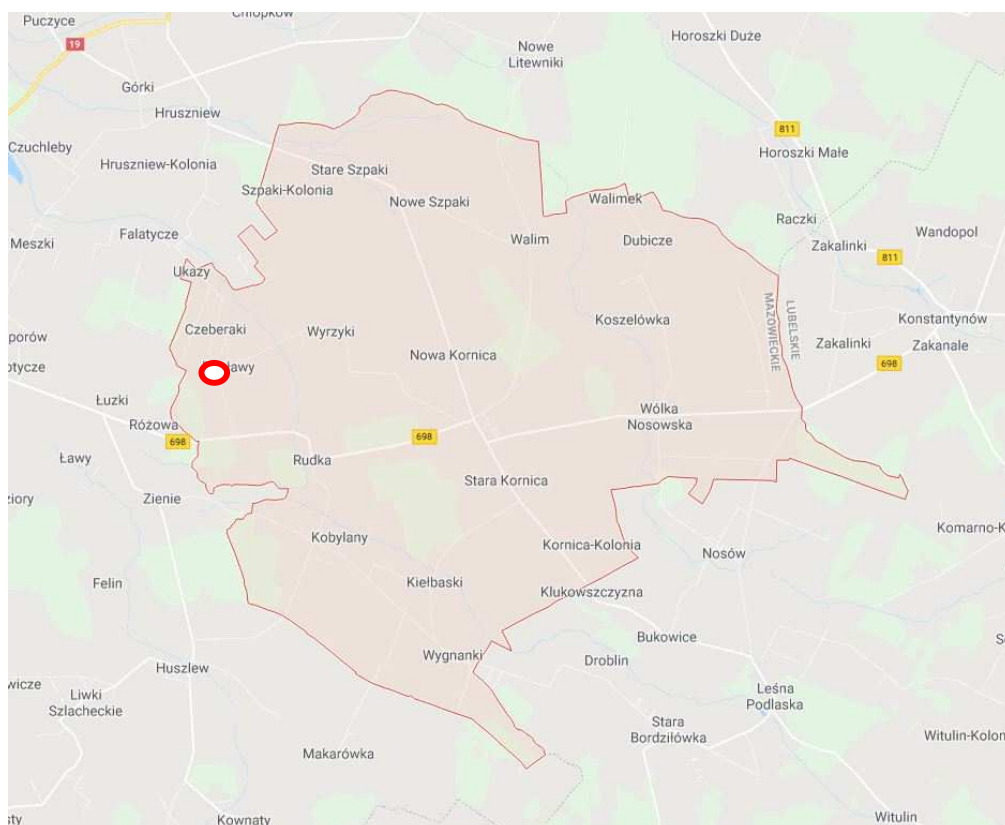 Puczyce
19
Górki
Hruszniew
Nowe
Litewniki
Horoszki Duże
811
Horoszki Małe
Czuchleby
Hruszniew-Kolonia
Stare Szpaki
Szpaki-Kolonia
Nowe Szpaki
Walimek
Raczki
Wandopol
Meszki
Falatycze
Walim
Dubicze
Zakalinki
811
Ukazy
Czeberaki
Wyrzyki
Koszelówka
MAZOWIECKIE
LUBELSKIE
Konstantynów
Zakalinki
Zakanale
Nowa Kornica
698
Łuzki
Różowa
698
698
Wólka
Nosowska
Ławy
Rudka
Zienie
Stara Kornica
Komarno-K
Kobylany
Kornica-Kolonia
Nosów
Felin
Kiełbaski
Klukowszczyzna
Bukowice
Wygnanki
Droblin
Huszlew
Leśna
Podlaska
Liwki
Szlacheckie
Stara
Bordziłówka
Witulin-Kolon
Makarówka
Kownaty
Witulin